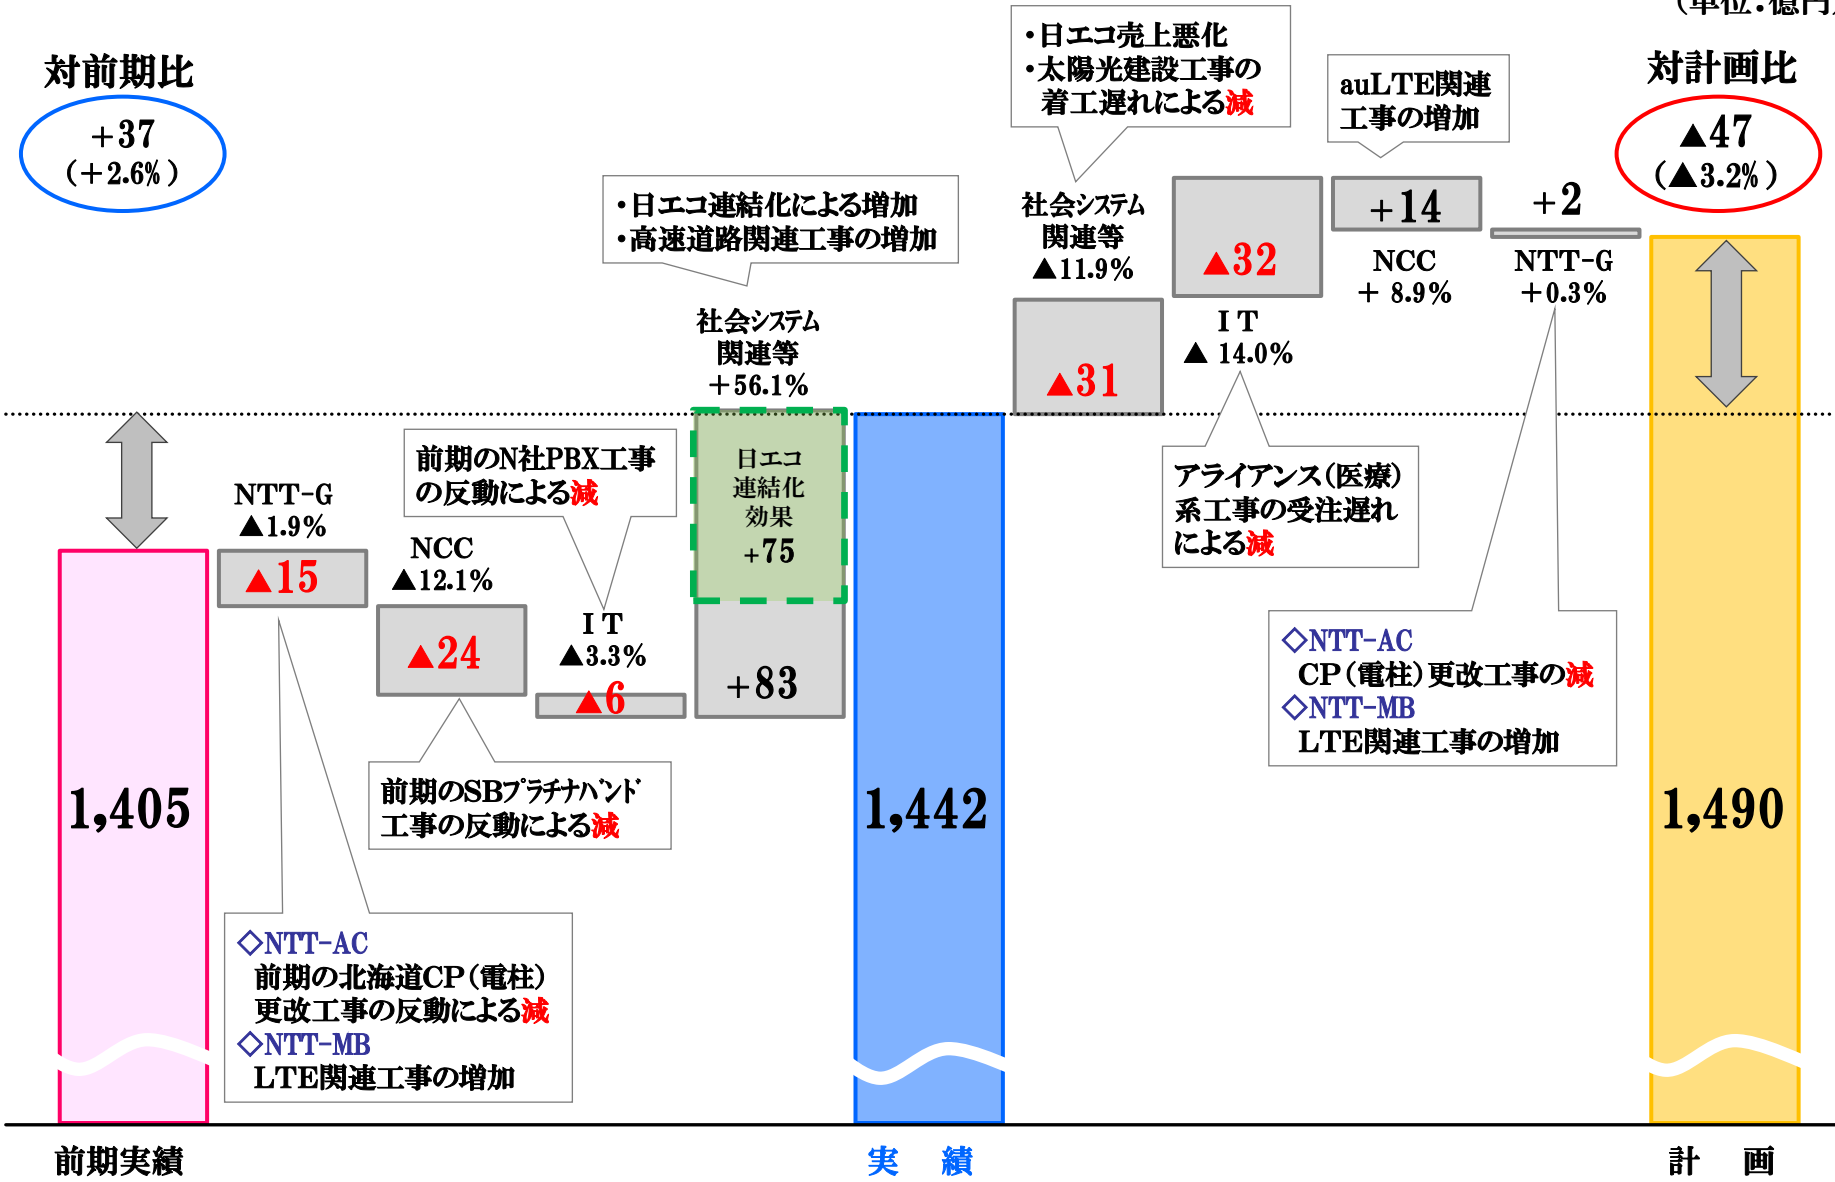 (単位:億円)
対前期比
+37
(+2.6%)
・日エコ売上悪化
・太陽光建設工事の
着工遅れによる減
auLTE関連
工事の増加
対計画比
▲47
(▲3.2%)
・日エコ連結化による増加
・高速道路関連工事の増加
社会システム
関連等
▲11.9%
▲32
+14
+2
NCC
+ 8.9%
NTT-G
+0.3%
IT
▲ 14.0%
▲31
社会システム
関連等
+56.1%
日エコ
連結化
効果
+75
+83
前期のN社PBX工事
の反動による減
NTT-G
▲1.9%
▲15
NCC
▲12.1%
▲24
IT
▲3.3%
▲6
アライアンス(医療)
系工事の受注遅れ
による減
◇NTT-AC
CP(電柱)更改工事の減
◇NTT-MB
LTE関連工事の増加
前期のSBプラチナバンド
工事の反動による減
1,405
1,442
1,490
◇NTT-AC
前期の北海道CP(電柱)
更改工事の反動による減
◇NTT-MB
LTE関連工事の増加
前期実績
実 績
計 画